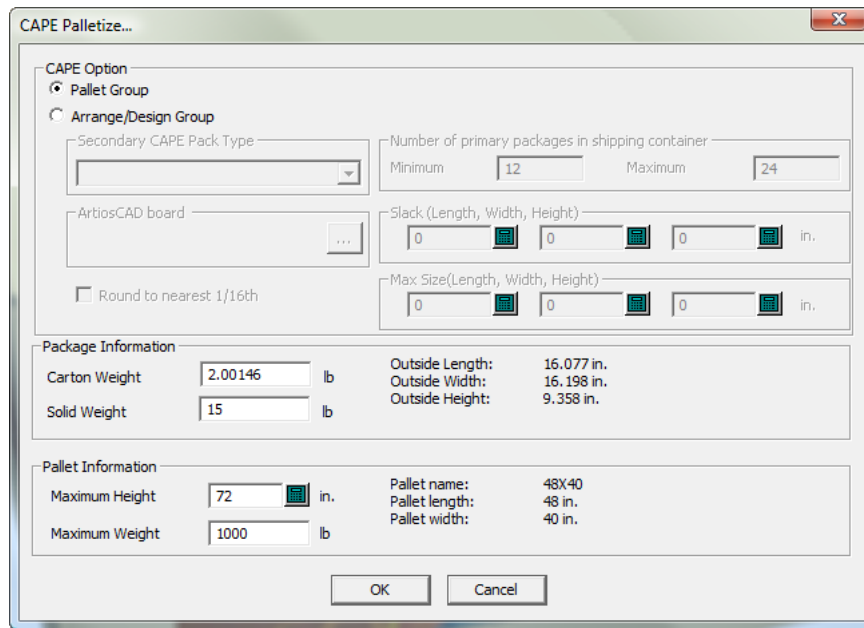 CAPE Palletize...
CAPE Option
Pallet Group
Arrange/Design Group
Secondary CAPE Pack Type
Number of primary packages in shipping container
Minimum 12 Maximum 24
ArtiosCAD board
...
Slack (Length, Width, Height)
0 0 0 in.
Round to nearest 1/16th
Max Size(Length, Width, Height)
0 0 0 in.
Package Information
Carton Weight 2.00146 lb
Solid Weight 15 lb
Outside Length: 16.077 in.
Outside Width: 16.198 in.
Outside Height: 9.358 in.
Pallet Information
Maximum Height 72 in.
Maximum Weight 1000 lb
Pallet name: 48X40
Pallet length: 48 in.
Pallet width: 40 in.
OK Cancel